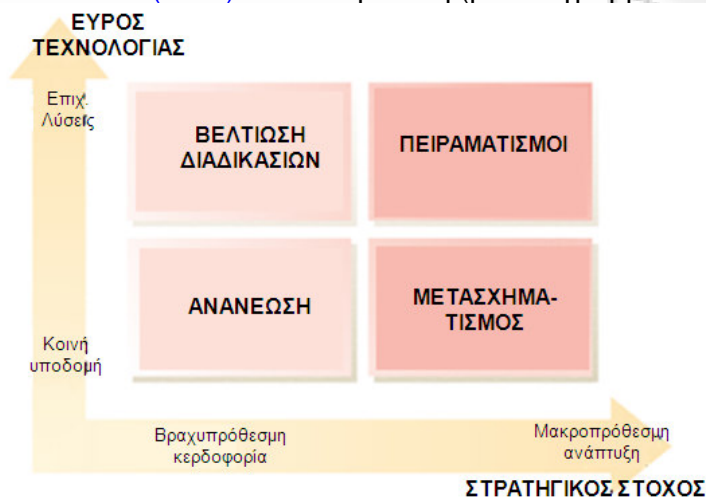 ΕΥΡΟΣ
ΤΕΧΝΟΛΟΓΙΑΣ
Επιχ.
Λύσεις
ΒΕΛΤΙΩΣΗ
ΔΙΑΔΙΚΑΣΙΩΝ
ΠΕΙΡΑΜΑΤΙΣΜΟΙ
ΑΝΑΝΕΩΣΗ
ΜΕΤΑΣΧΗΜΑ-
ΤΙΣΜΟΣ
Κοινή
υποδομή
Βραχυπρόθεσμη
κερδοφορία
Μακροπρόθεσμη
ανάπτυξη
ΣΤΡΑΤΗΓΙΚΟΣ ΣΤΟΧΟΣ